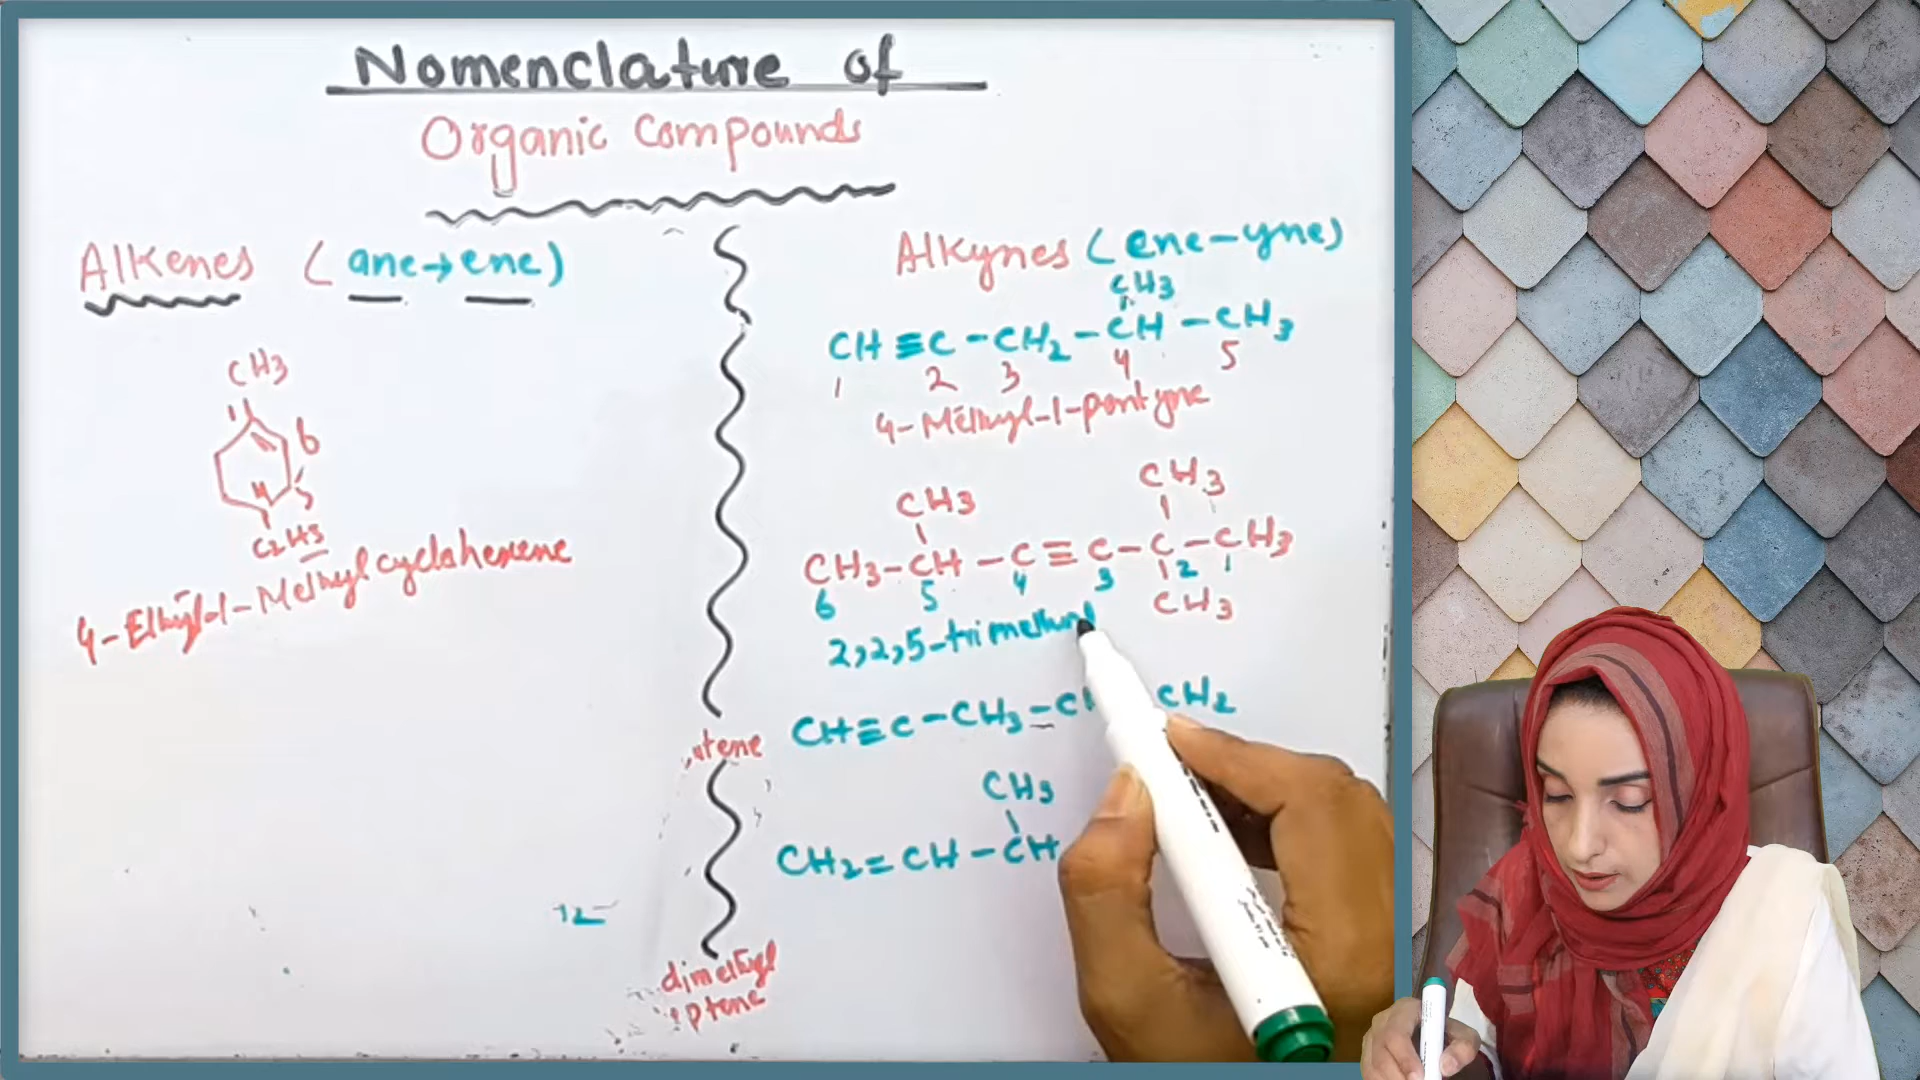 Nomenclature of
Organic Compounds
Alkenes (ane→ene)
CH3
1
6
5
4
C2H5
4-Ethyl-1-Methylcyclohexene
Alkynes (ene-yne)
CH3
CH≡C-CH2-CH-CH3
1 2 3 4 5
4-Methyl-1-pentyne
CH3 CH3
CH3-CH-C≡C-C-CH3
6 5 4 3 2 1
CH3
2,2,5-trimethyl
CH≡C-CH3-CH CH2
CH3
CH2=CH-CH
dimethyl